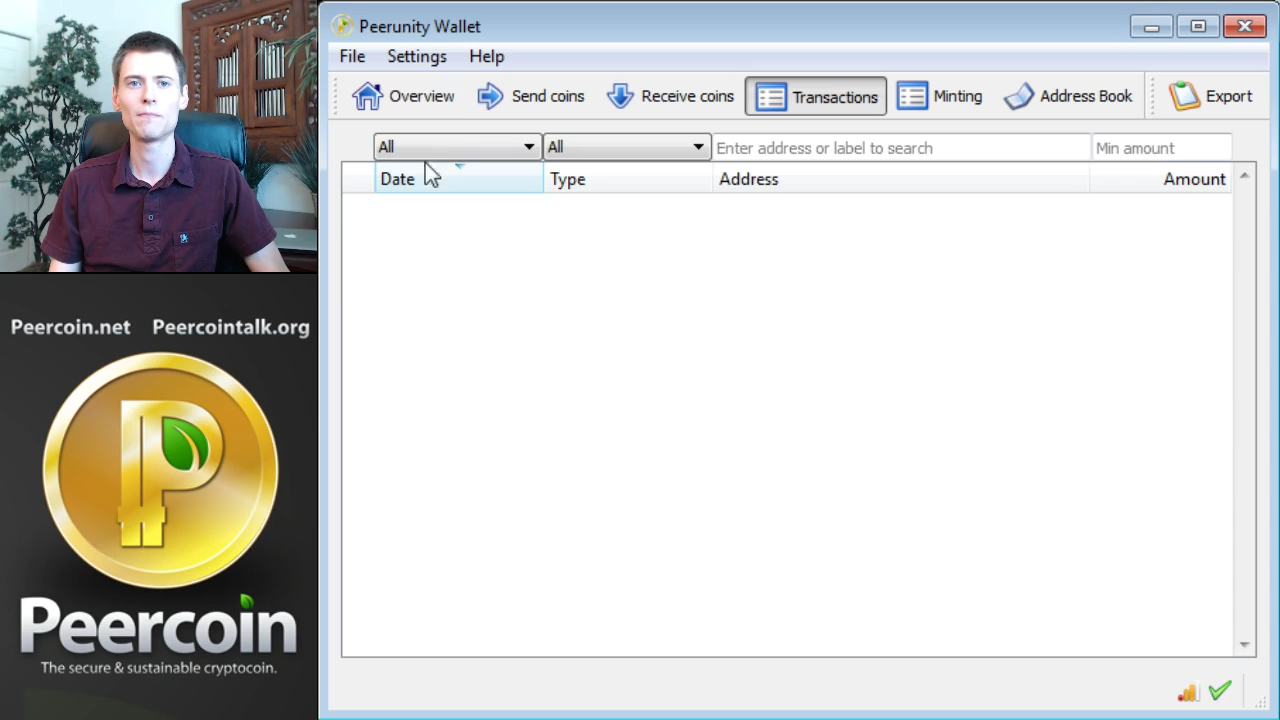 Peerunity Wallet
File Settings Help
Overview Send coins Receive coins Transactions Minting Address Book Export
All All Enter address or label to search Min amount
Date Type Address Amount
Peercoin.net Peercointalk.org
Peercoin
The secure & sustainable cryptocoin.